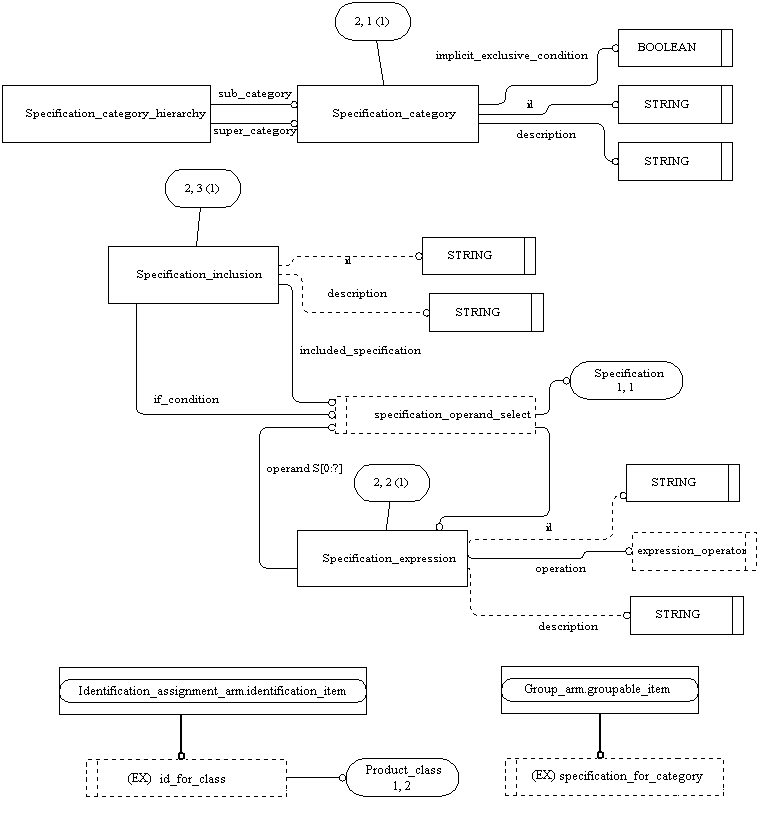 2, 1 (1)
implicit_exclusive_condition
BOOLEAN
sub_category
Specification_category_hierarchy
Specification_category
id
STRING
super_category
description
STRING
2, 3 (1)
Specification_inclusion
id
STRING
description
STRING
included_specification
if_condition
Specification
1, 1
specification_operand_select
operand S[0:?]
2, 2 (1)
STRING
id
Specification_expression
expression_operator
operation
STRING
description
Identification_assignment_arm.identification_item
Group_arm.groupable_item
(EX) id_for_class
Product_class
1, 2
(EX) specification_for_category